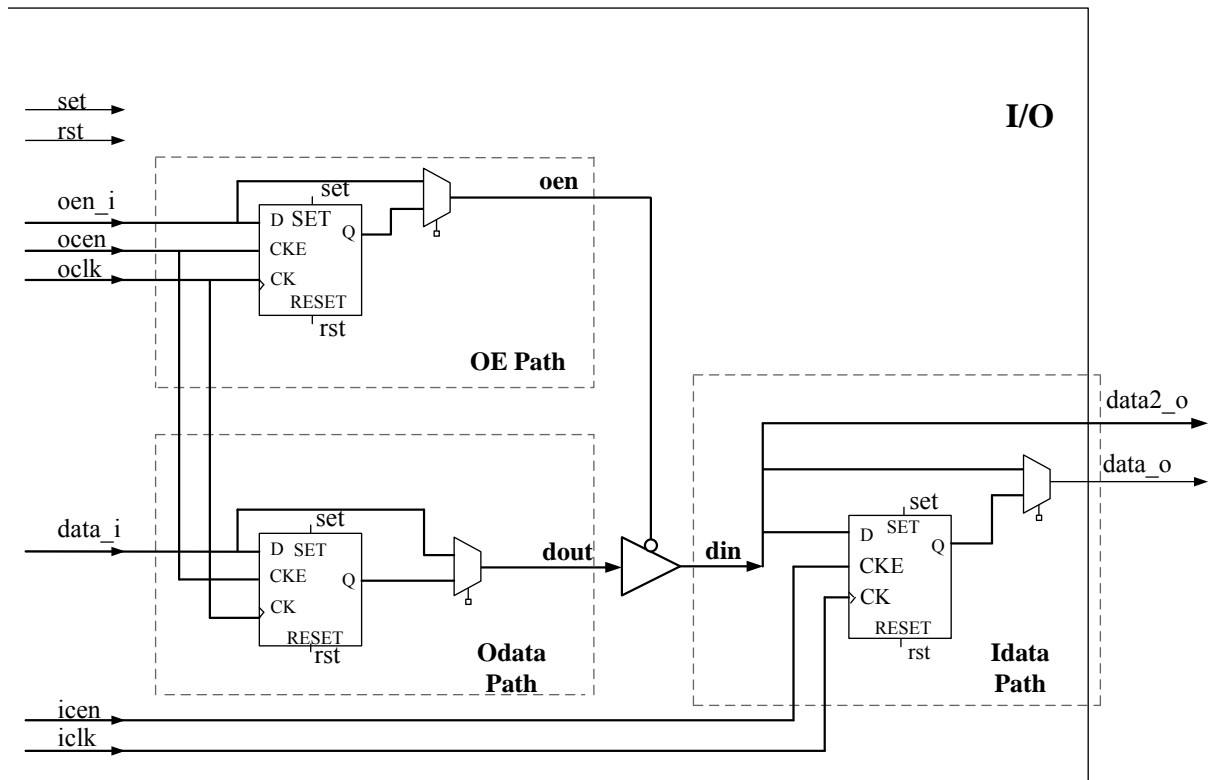 I/O
set
rst
oen_i
ocen
oclk
set
D
SET
Q
CKE
CK
RESET
rst
oen
OE Path
data_i
set
D
SET
Q
CKE
CK
RESET
rst
dout
Odata
Path
din
data2_o
data_o
set
SET
D
Q
CKE
CK
RESET
rst
Idata
Path
icen
iclk